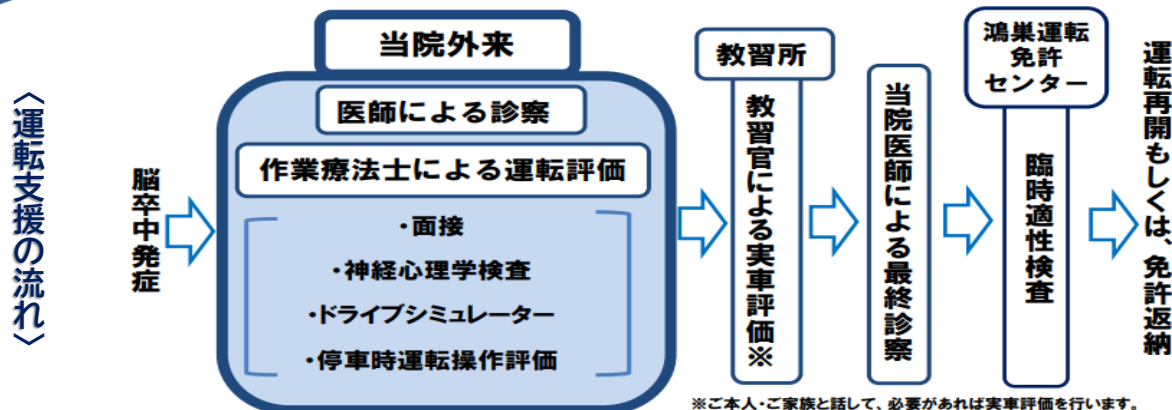 〈運転支援の流れ〉
脳卒中発症
当院外来
医師による診察
作業療法士による運転評価
・面接
・神経心理学検査
・ドライブシミュレーター
・停車時運転操作評価
教習所
教習官による実車評価※
当院医師による最終診察
鴻巣運転
免許
センター
臨時適性検査
運転再開もしくは、免許返納
※ご本人・ご家族と話して、必要があれば実車評価を行います。